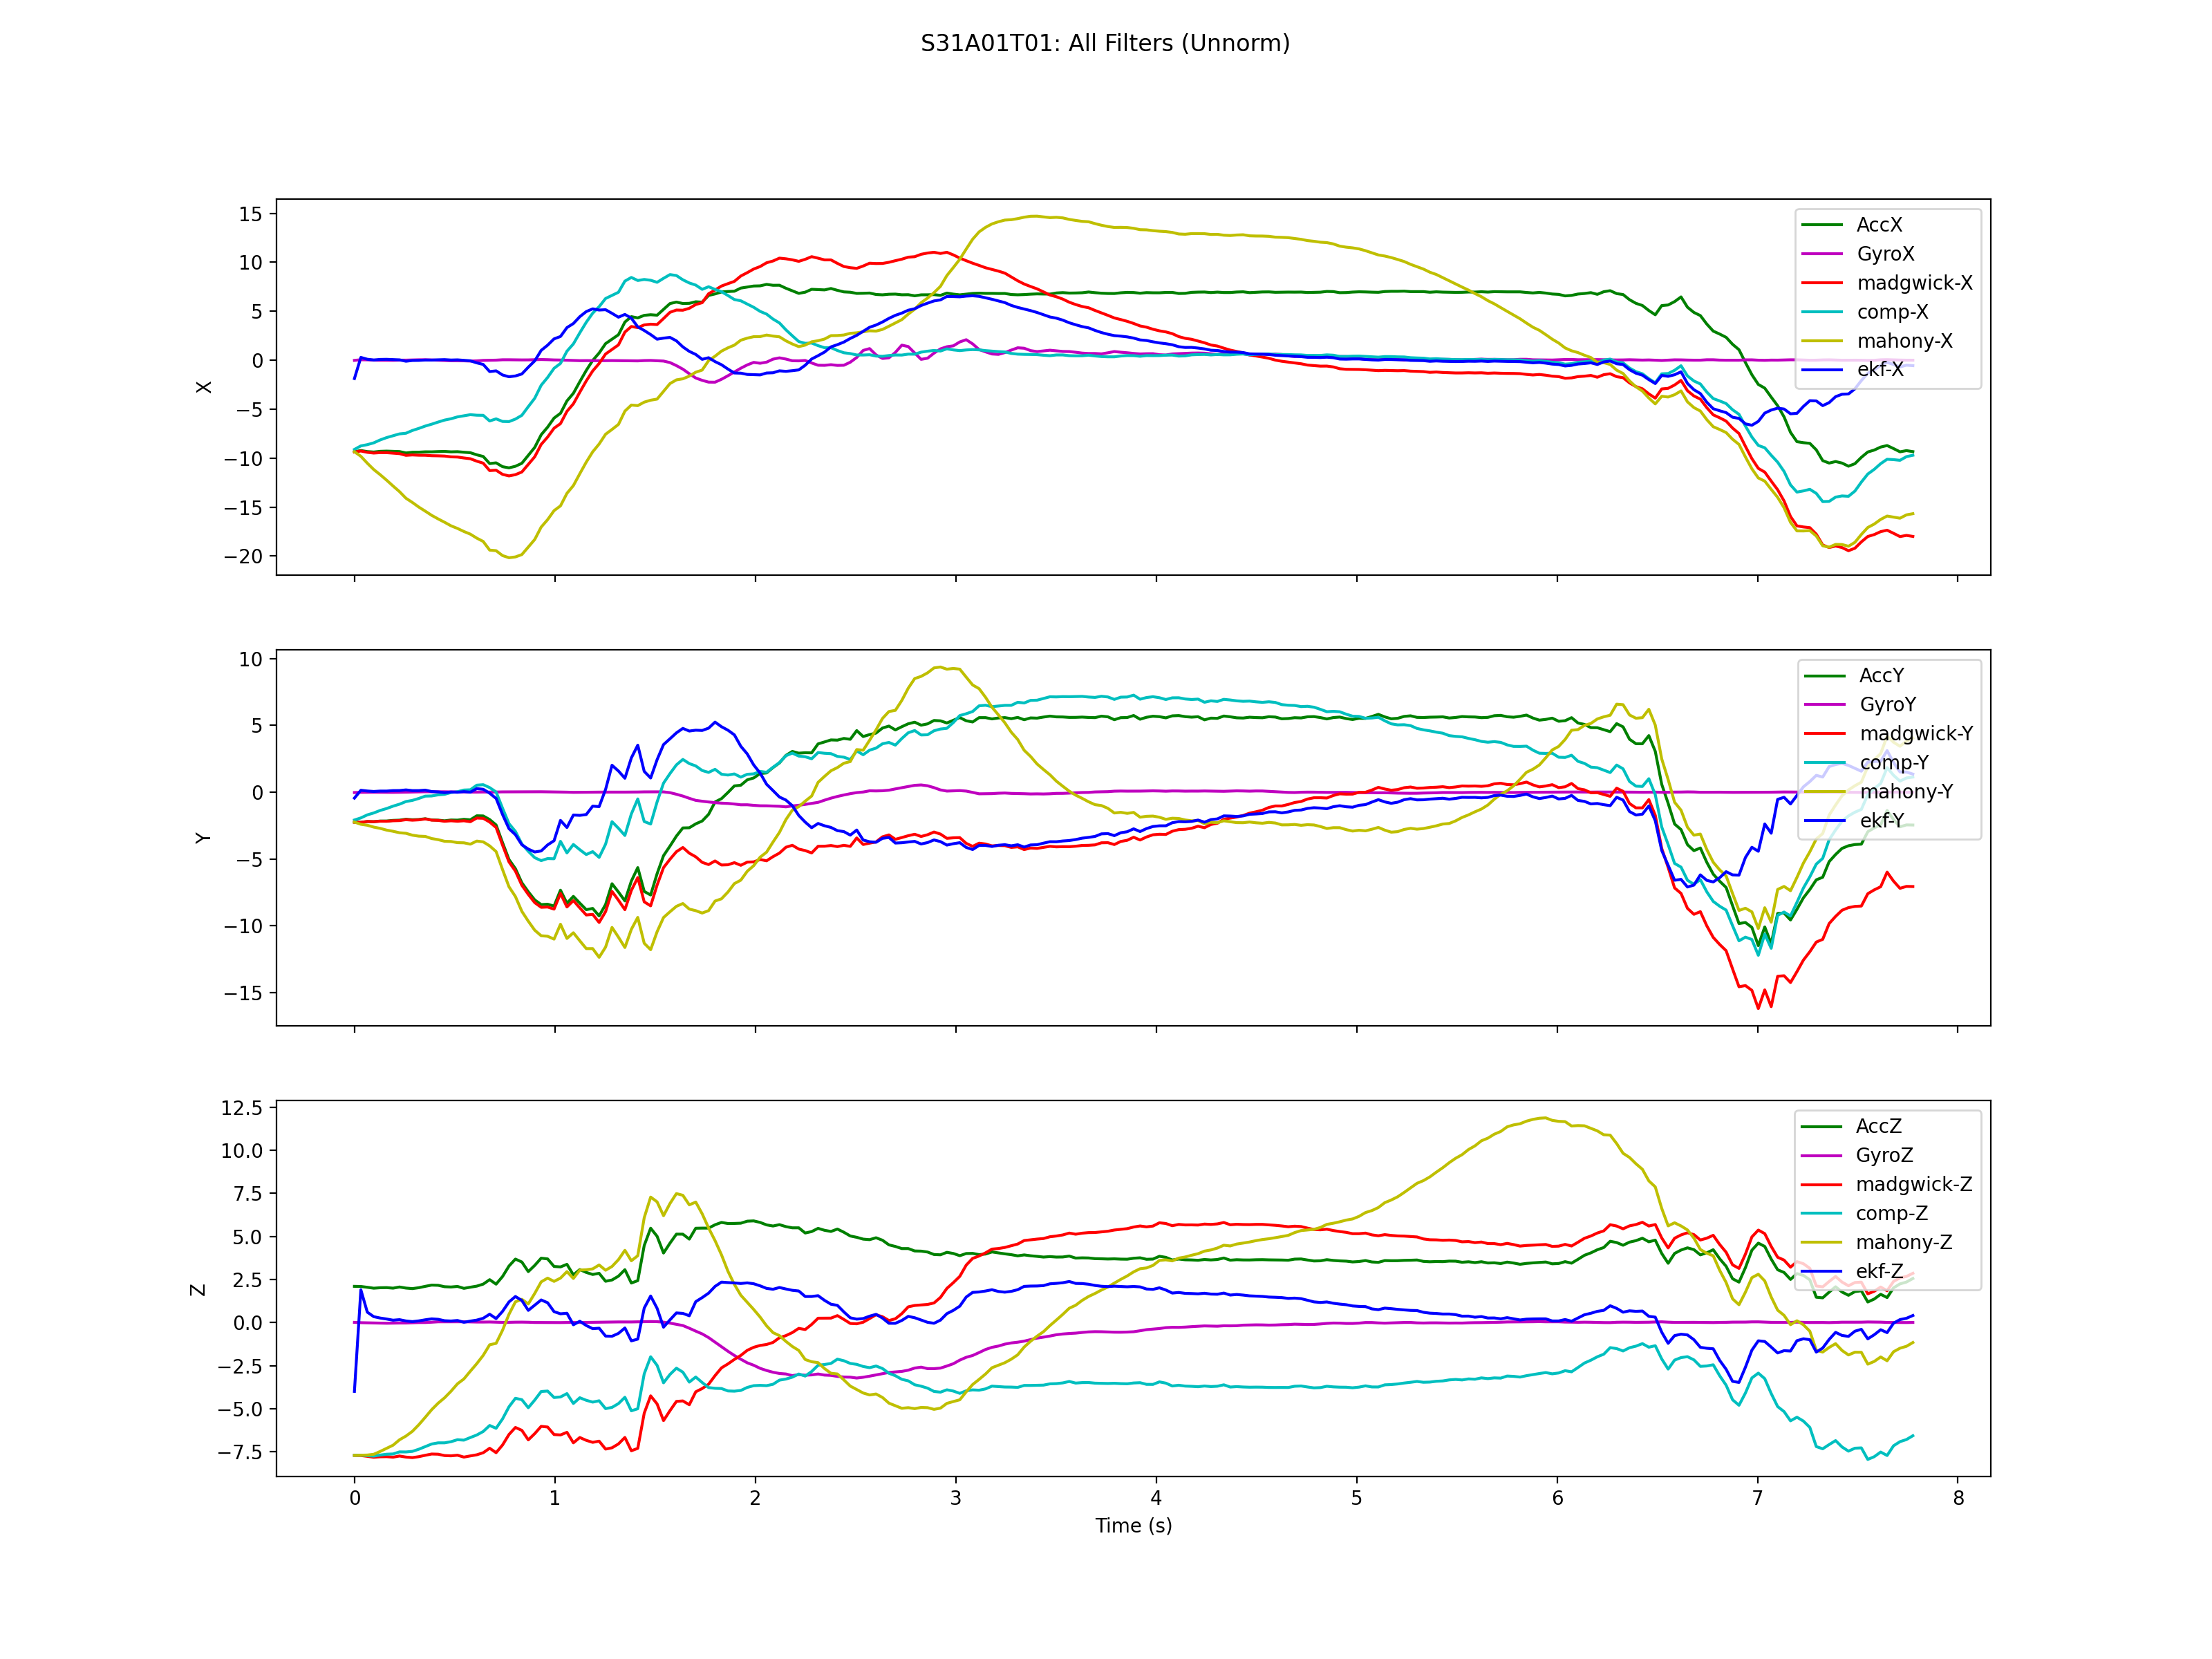 S31A01T01: All Filters (Unnorm)
15
10
5
0
−5
−10
−15
−20
X
AccX
GyroX
madgwick-X
comp-X
mahony-X
ekf-X
10
5
0
−5
−10
−15
Y
AccY
GyroY
madgwick-Y
comp-Y
mahony-Y
ekf-Y
12.5
10.0
7.5
5.0
2.5
0.0
−2.5
−5.0
−7.5
Z
AccZ
GyroZ
madgwick-Z
comp-Z
mahony-Z
ekf-Z
0 1 2 3 4 5 6 7 8
Time (s)